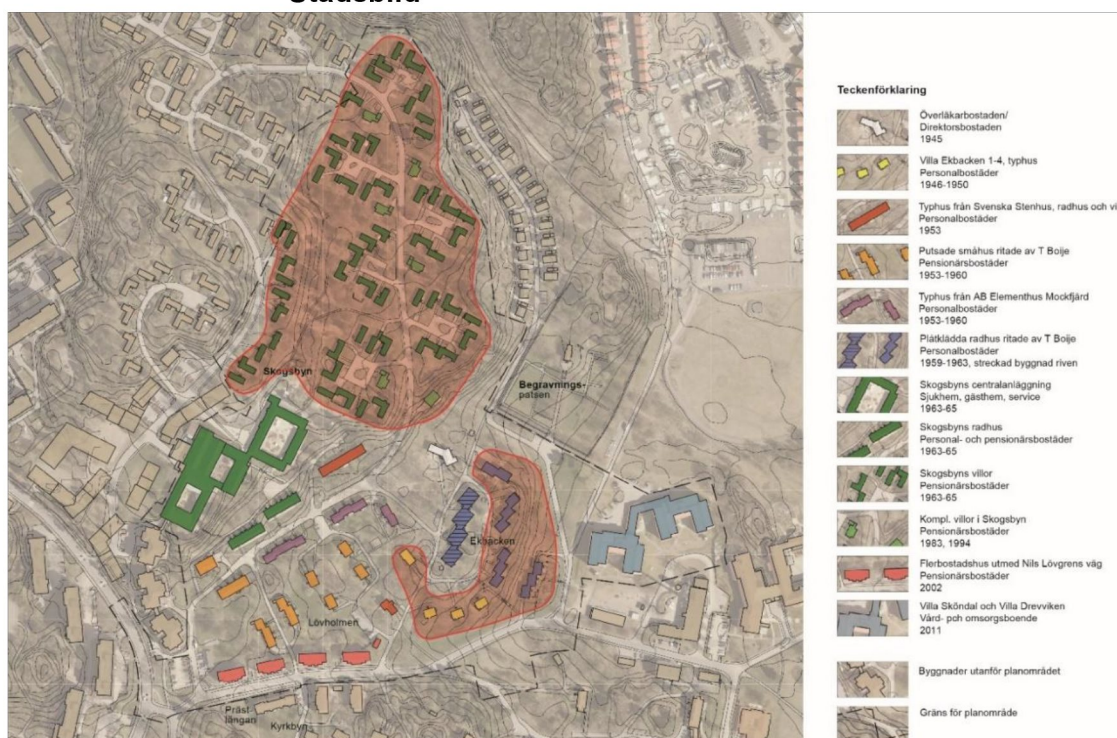 Stadsbild
Skogsbyn
Begravnings-
patsen
Ekbacken
Lövholmen
Präst-
längan
Kyrkbyn
Teckenförklaring
Överläkarbostaden/
Direktorsbostaden
1945
Villa Ekbacken 1-4, typhus
Personalbostäder
1946-1950
Typhus från Svenska Stenhus, radhus och vi
Personalbostäder
1953
Putsade småhus ritade av T Boije
Pensionärsbostäder
1953-1960
Typhus från AB Elementhus Mockfjärd
Personalbostäder
1953-1960
Plåtklädda radhus ritade av T Boije
Personalbostäder
1959-1963, streckad byggnad riven
Skogsbyns centralanläggning
Sjukhem, gästhem, service
1963-65
Skogsbyns radhus
Personal- och pensionärsbostäder
1963-65
Skogsbyns villor
Pensionärsbostäder
1963-65
Kompl. villor i Skogsbyn
Pensionärsbostäder
1983, 1994
Flerbostadshus utmed Nils Lövgrens väg
Pensionärsbostäder
2002
Villa Sköndal och Villa Drevviken
Vård- pch omsorgsboende
2011
Byggnader utanför planområdet
Gräns för planområde